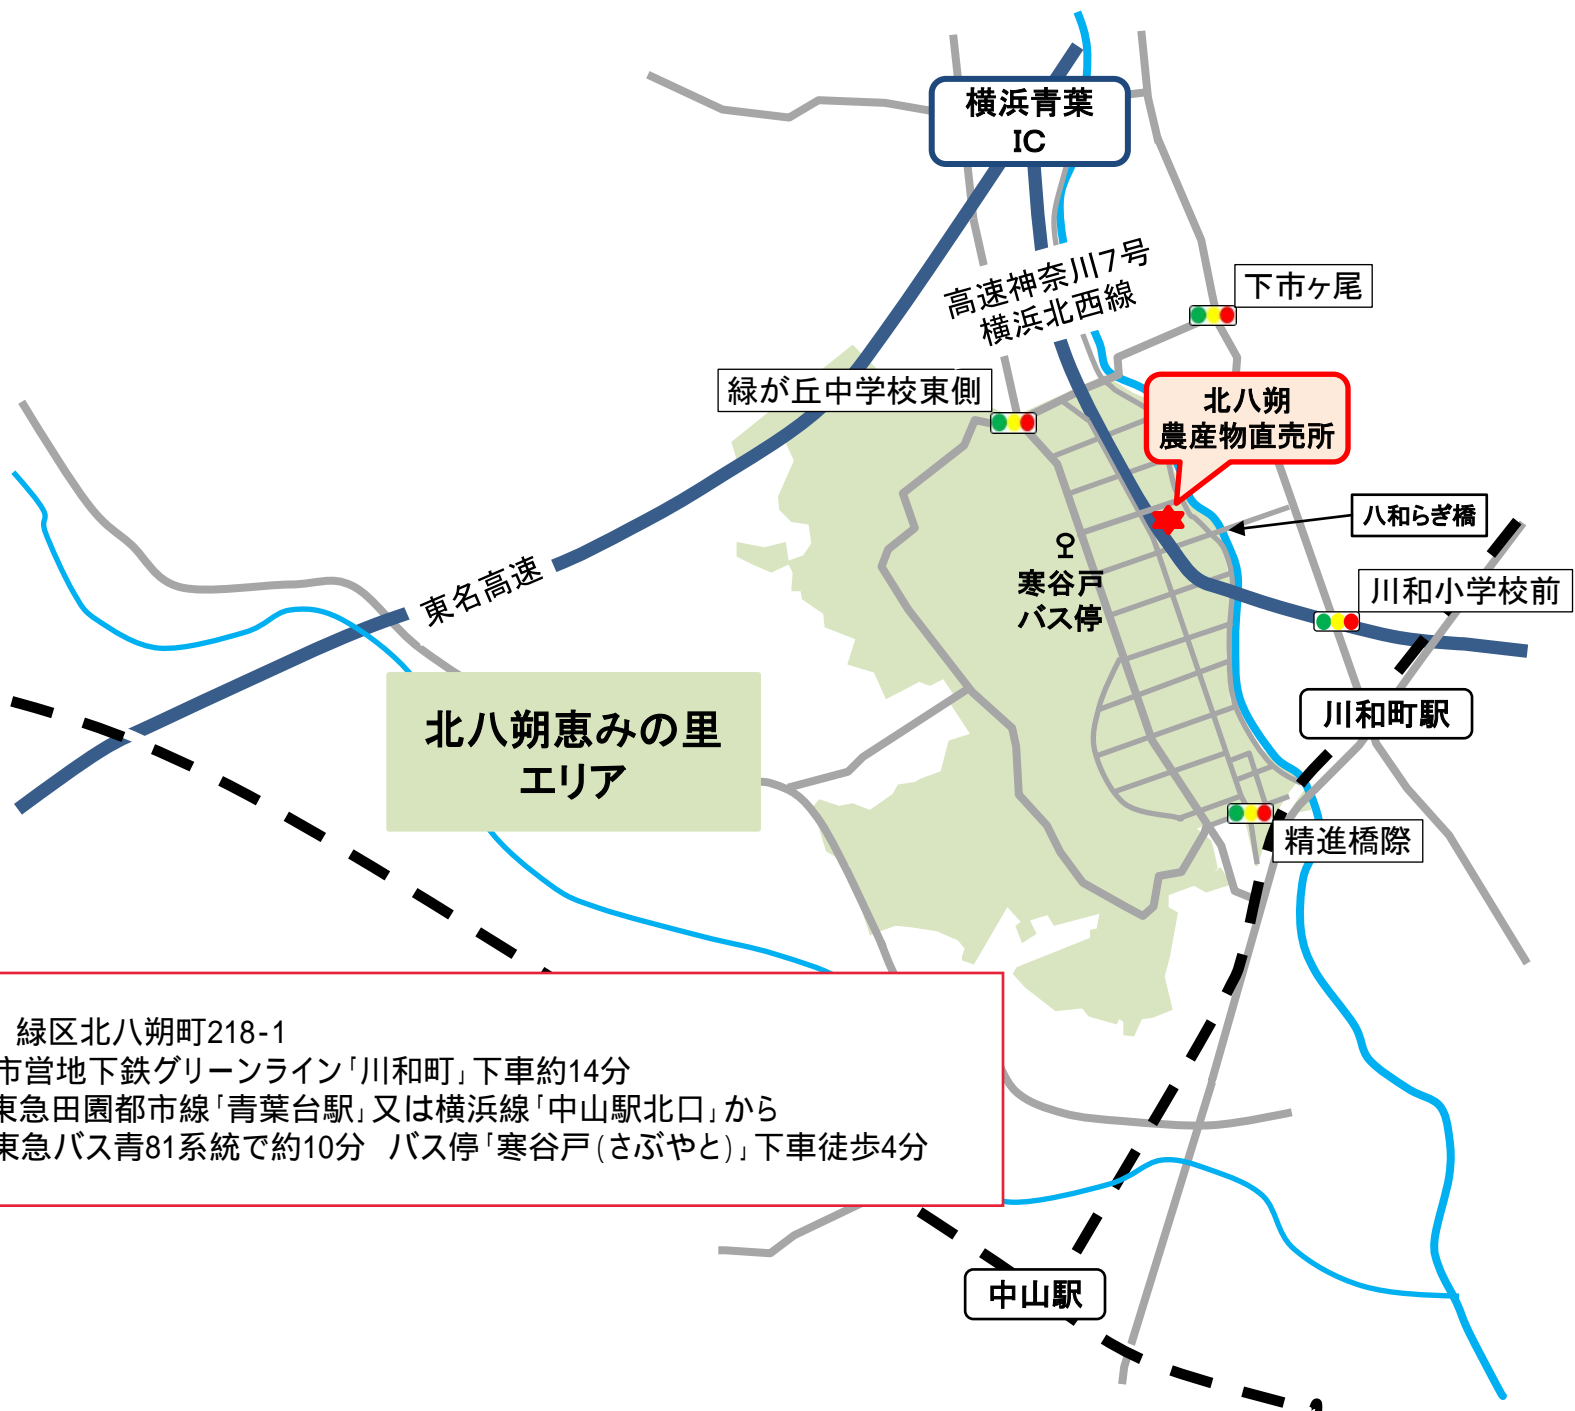 横浜青葉
IC
高速神奈川7号
横浜北西線
下市ヶ尾
緑が丘中学校東側
北八朔
農産物直売所
八和らぎ橋
寒谷戸
バス停
川和小学校前
東名高速
北八朔恵みの里
エリア
川和町駅
精進橋際
緑区北八朔町218-1
市営地下鉄グリーンライン「川和町」下車約14分
東急田園都市線「青葉台駅」又は横浜線「中山駅北口」から
東急バス青81系統で約10分 バス停「寒谷戸(さぶやと)」下車徒歩4分
中山駅